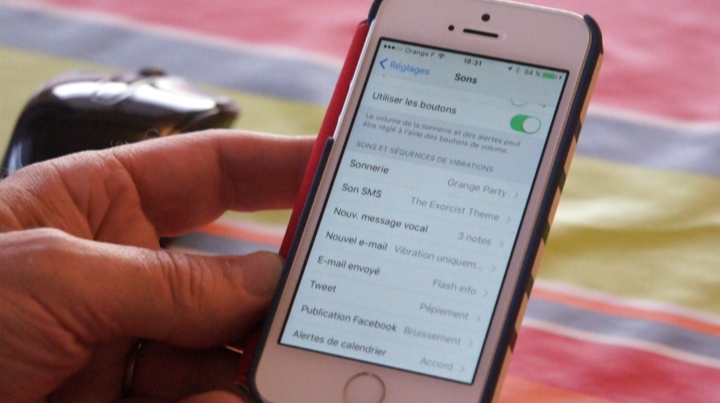 Orange F 18:31 94 %
Réglages Sons
Utiliser les boutons
Le volume de la sonnerie et des alertes peut
être réglé à l'aide des boutons de volume.
SONS ET SÉQUENCES DE VIBRATIONS
Sonnerie Grange Party
Son SMS The Exorcist Theme
Nouv. message vocal 3 notes
Nouvel e-mail Vibration uniquem...
E-mail envoyé Flash info
Tweet Pépiement
Publication Facebook Bruissement
Alertes de calendrier Accord